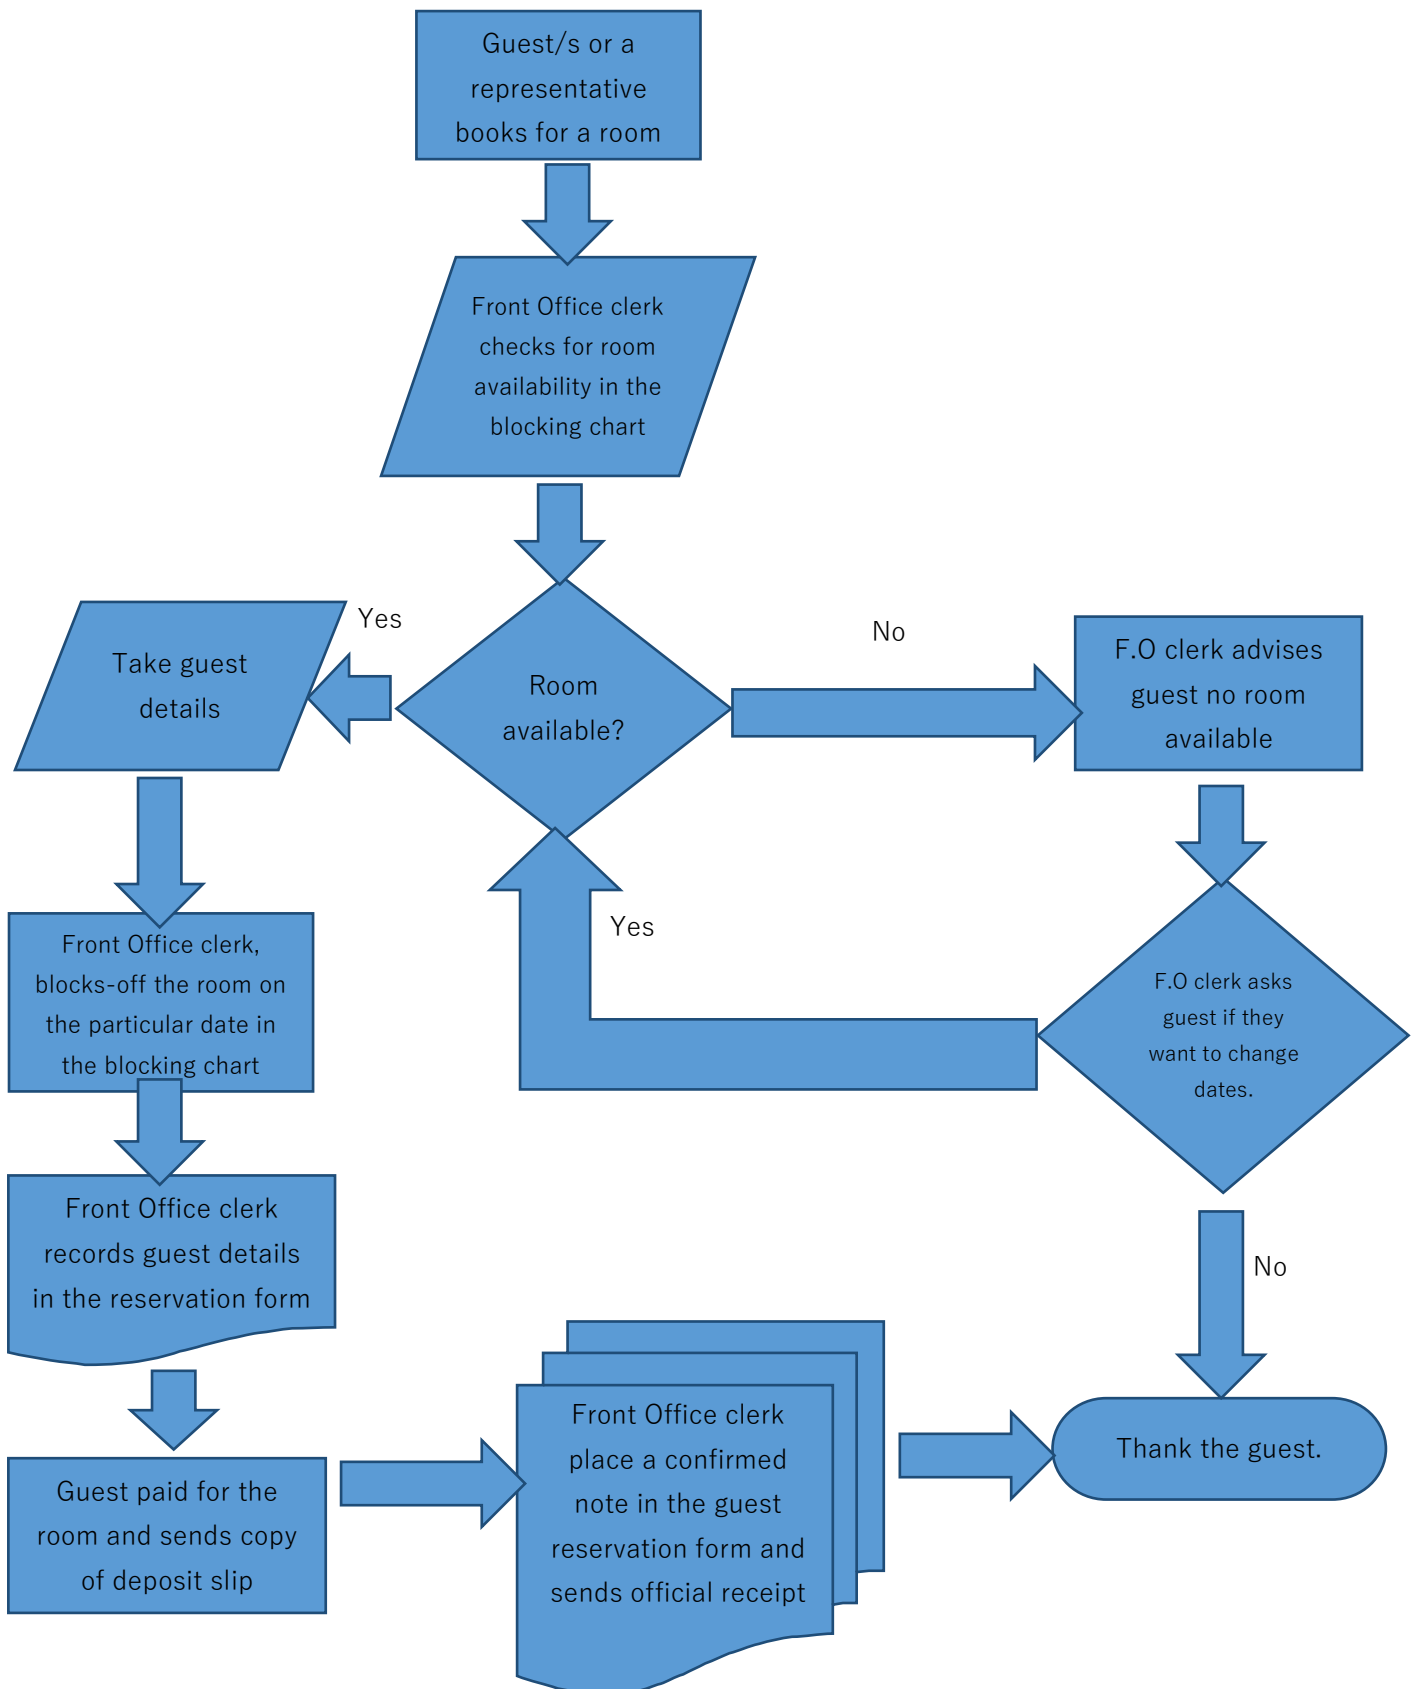 Guest/s or a
representative
books for a room
Front Office clerk
checks for room
availability in the
blocking chart
Yes
No
Take guest
details
Room
available?
F.O clerk advises
guest no room
available
Yes
Front Office clerk,
blocks-off the room on
the particular date in
the blocking chart
F.O clerk asks
guest if they
want to change
dates.
Front Office clerk
records guest details
in the reservation form
No
Guest paid for the
room and sends copy
of deposit slip
Front Office clerk
place a confirmed
note in the guest
reservation form and
sends official receipt
Thank the guest.